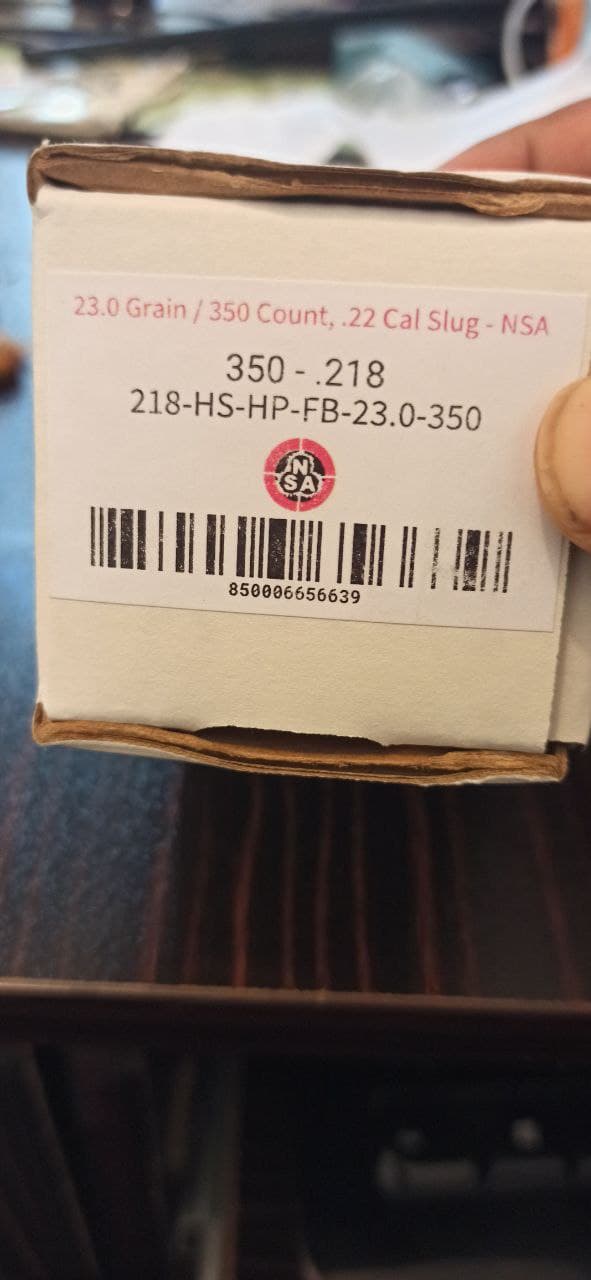 23.0 Grain / 350 Count, .22 Cal Slug - NSA
350 - .218
218-HS-HP-FB-23.0-350
N
SA
850006656639